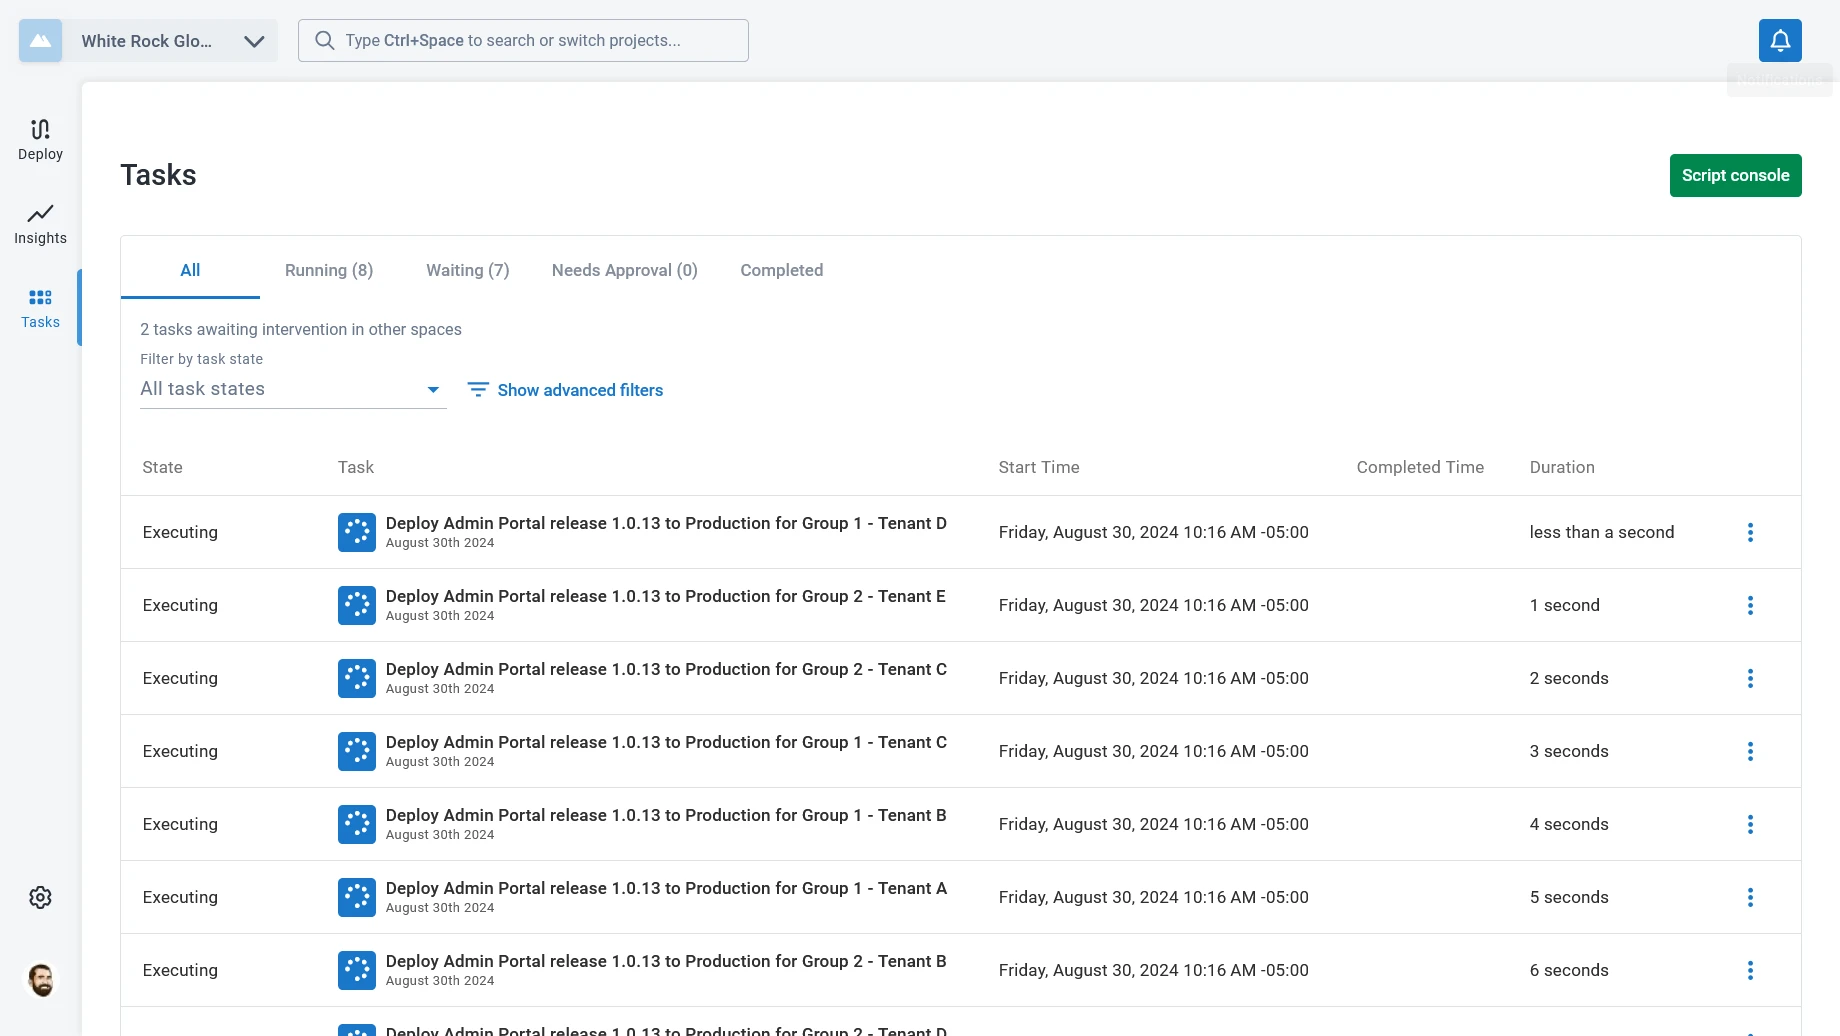 White Rock Glo...
Type Ctrl+Space to search or switch projects...
Deploy
Insights
Tasks
Tasks
Script console
All
Running (8)
Waiting (7)
Needs Approval (0)
Completed
2 tasks awaiting intervention in other spaces
Filter by task state
All task states
Show advanced filters
State Task Start Time Completed Time Duration
Executing Deploy Admin Portal release 1.0.13 to Production for Group 1 - Tenant D Friday, August 30, 2024 10:16 AM -05:00 less than a second
August 30th 2024
Executing Deploy Admin Portal release 1.0.13 to Production for Group 2 - Tenant E Friday, August 30, 2024 10:16 AM -05:00 1 second
August 30th 2024
Executing Deploy Admin Portal release 1.0.13 to Production for Group 2 - Tenant C Friday, August 30, 2024 10:16 AM -05:00 2 seconds
August 30th 2024
Executing Deploy Admin Portal release 1.0.13 to Production for Group 1 - Tenant C Friday, August 30, 2024 10:16 AM -05:00 3 seconds
August 30th 2024
Executing Deploy Admin Portal release 1.0.13 to Production for Group 1 - Tenant B Friday, August 30, 2024 10:16 AM -05:00 4 seconds
August 30th 2024
Executing Deploy Admin Portal release 1.0.13 to Production for Group 1 - Tenant A Friday, August 30, 2024 10:16 AM -05:00 5 seconds
August 30th 2024
Executing Deploy Admin Portal release 1.0.13 to Production for Group 2 - Tenant B Friday, August 30, 2024 10:16 AM -05:00 6 seconds
August 30th 2024
Deploy Admin Portal release 1.0.13 to Production for Group 2 - Tenant D